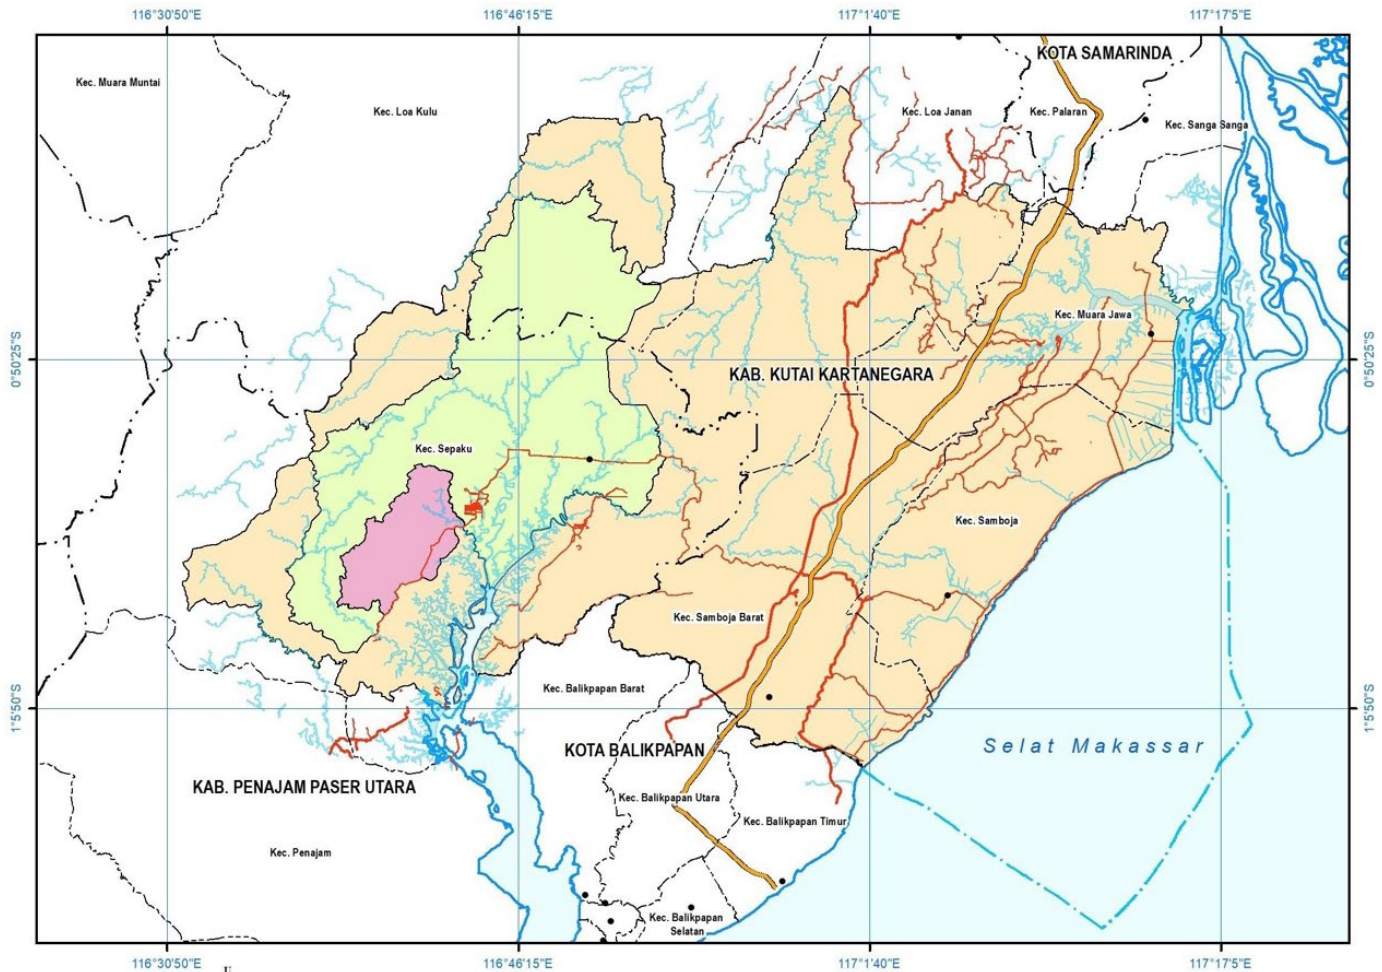 116°30'50"E
116°46'15"E
117°1'40"E
117°17'5"E
KOTA SAMARINDA
Kec. Muara Muntai
Kec. Loa Kulu
Kec. Loa Janan
Kec. Palaran
Kec. Sanga Sanga
Kec. Muara Jawa
0°50'25"S
0°50'25"S
KAB. KUTAI KARTANEGARA
Kec. Sepaku
Kec. Samboja
Kec. Samboja Barat
Kec. Balikpapan Barat
1°5'50"S
1°5'50"S
KOTA BALIKPAPAN
Selat Makassar
KAB. PENAJAM PASER UTARA
Kec. Balikpapan Utara
Kec. Balikpapan Timur
Kec. Penajam
Kec. Balikpapan
Selatan
116°30'50"E
116°46'15"E
117°1'40"E
117°17'5"E
U